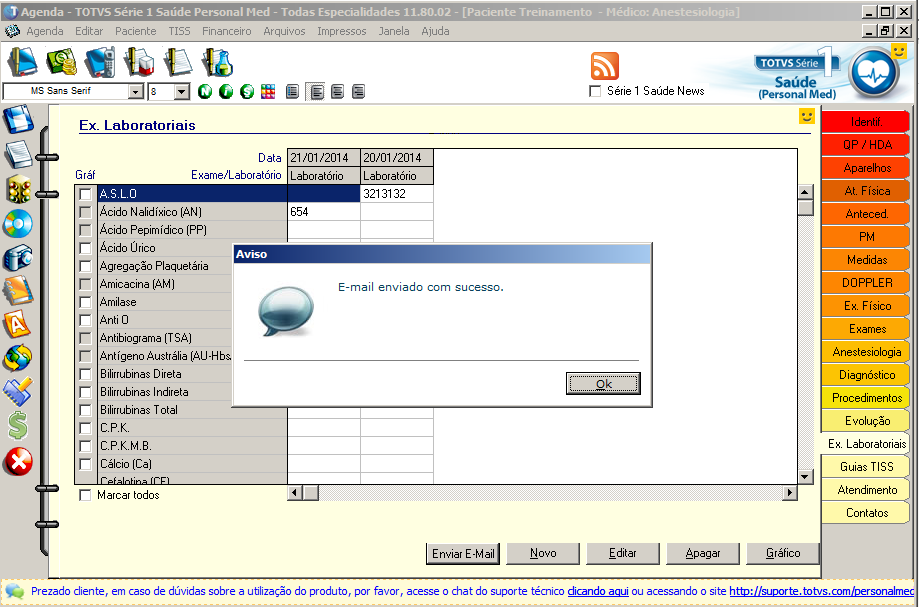 Agenda - TOTVS Série 1 Saúde Personal Med - Todas Especialidades 11.80.02 - [Paciente Treinamento - Médico: Anestesiologia]
Agenda Editar Paciente TISS Financeiro Arquivos Impressos Janela Ajuda
MS Sans Serif 8
Série 1 Saúde News
TOTVS Série 1
Saúde
(Personal Med)
Ex. Laboratoriais
Data 21/01/2014 20/01/2014
Gráf Exame/Laboratório Laboratório Laboratório
A.S.L.O 3213132
Ácido Nalidíxico (AN) 654
Ácido Pepimídico (PP)
Ácido Úrico
Agregação Plaquetária
Amicacina (AM)
Amilase
Anti O
Antibiograma (TSA)
Antígeno Austrália (AU-Hbs
Bilirrubinas Direta
Bilirrubinas Indireta
Bilirrubinas Total
C.P.K.
C.P.K.M.B.
Cálcio (Ca)
Cefalotina (CF)
Marcar todos
Aviso
E-mail enviado com sucesso.
Ok
Enviar E-Mail Novo Editar Apagar Gráfico
Identif.
QP / HDA
Aparelhos
At. Física
Anteced.
PM
Medidas
DOPPLER
Ex. Físico
Exames
Anestesiologia
Diagnóstico
Procedimentos
Evolução
Ex. Laboratoriais
Guias TISS
Atendimento
Contatos
Prezado cliente, em caso de dúvidas sobre a utilização do produto, por favor, acesse o chat do suporte técnico clicando aqui ou acessando o site http://suporte.totvs.com/personalmed